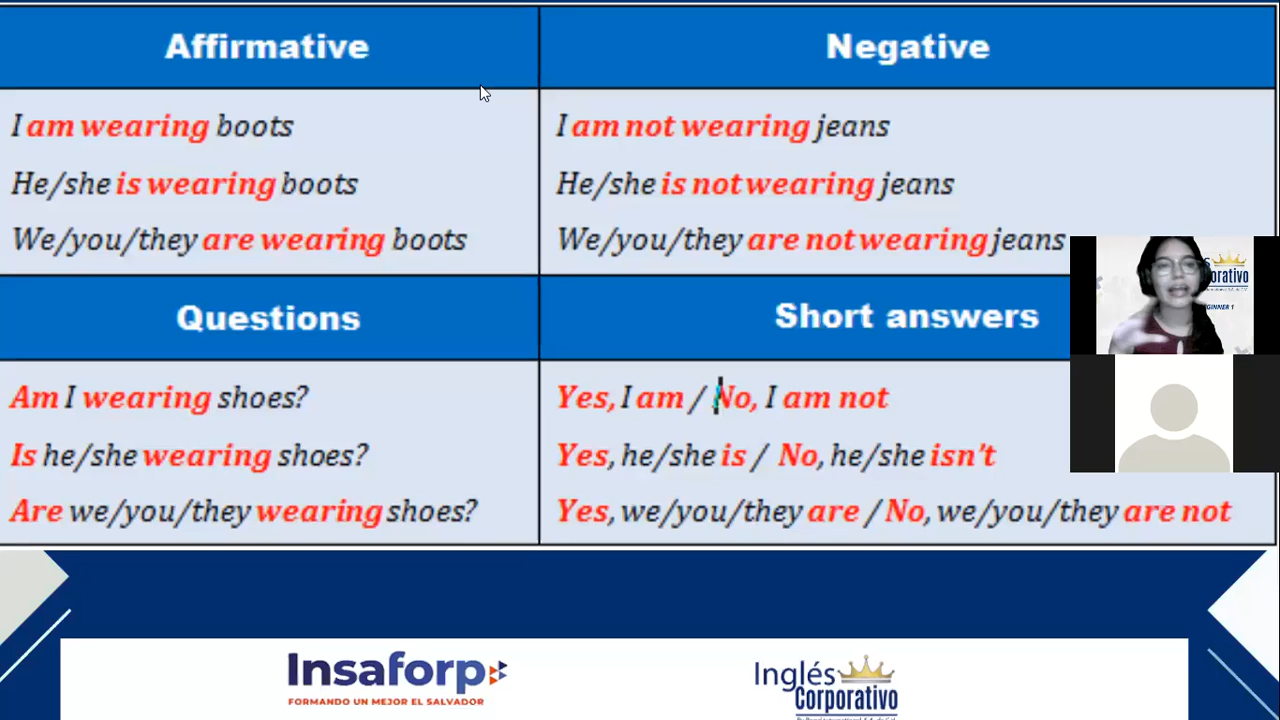 Affirmative
I am wearing boots
He/she is wearing boots
We/you/they are wearing boots
Negative
I am not wearing jeans
He/she is not wearing jeans
We/you/they are not wearing jeans
Questions
Am I wearing shoes?
Is he/she wearing shoes?
Are we/you/they wearing shoes?
Short answers
Yes, I am / No, I am not
Yes, he/she is / No, he/she isn't
Yes, we/you/they are / No, we/you/they are not
orativo
Insaforp
FORMANDO UN MEJOR EL SALVADOR
Inglés
Corporativo